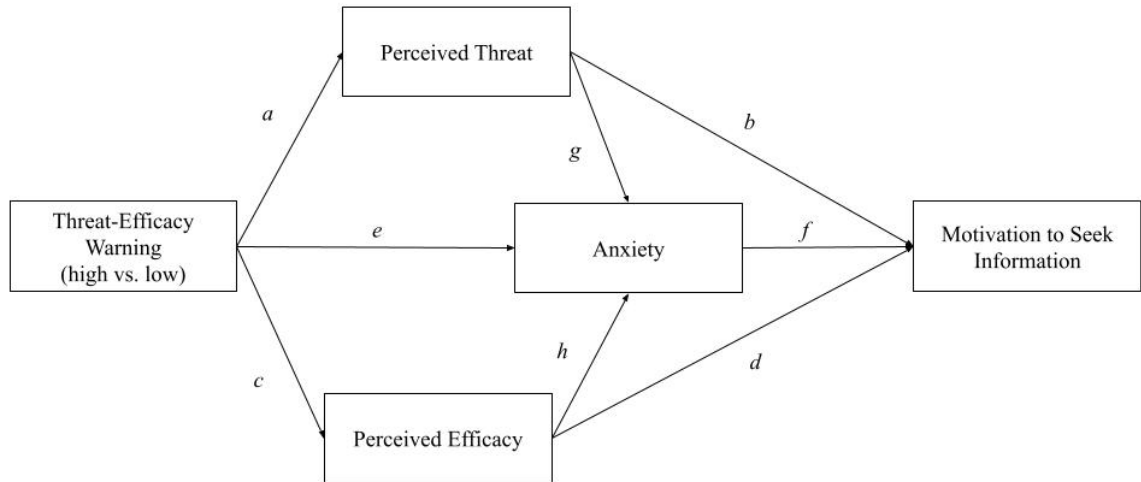 Perceived Threat
a
b
g
Threat-Efficacy
Warning
(high vs. low)
e
Anxiety
f
Motivation to Seek
Information
h
d
c
Perceived Efficacy